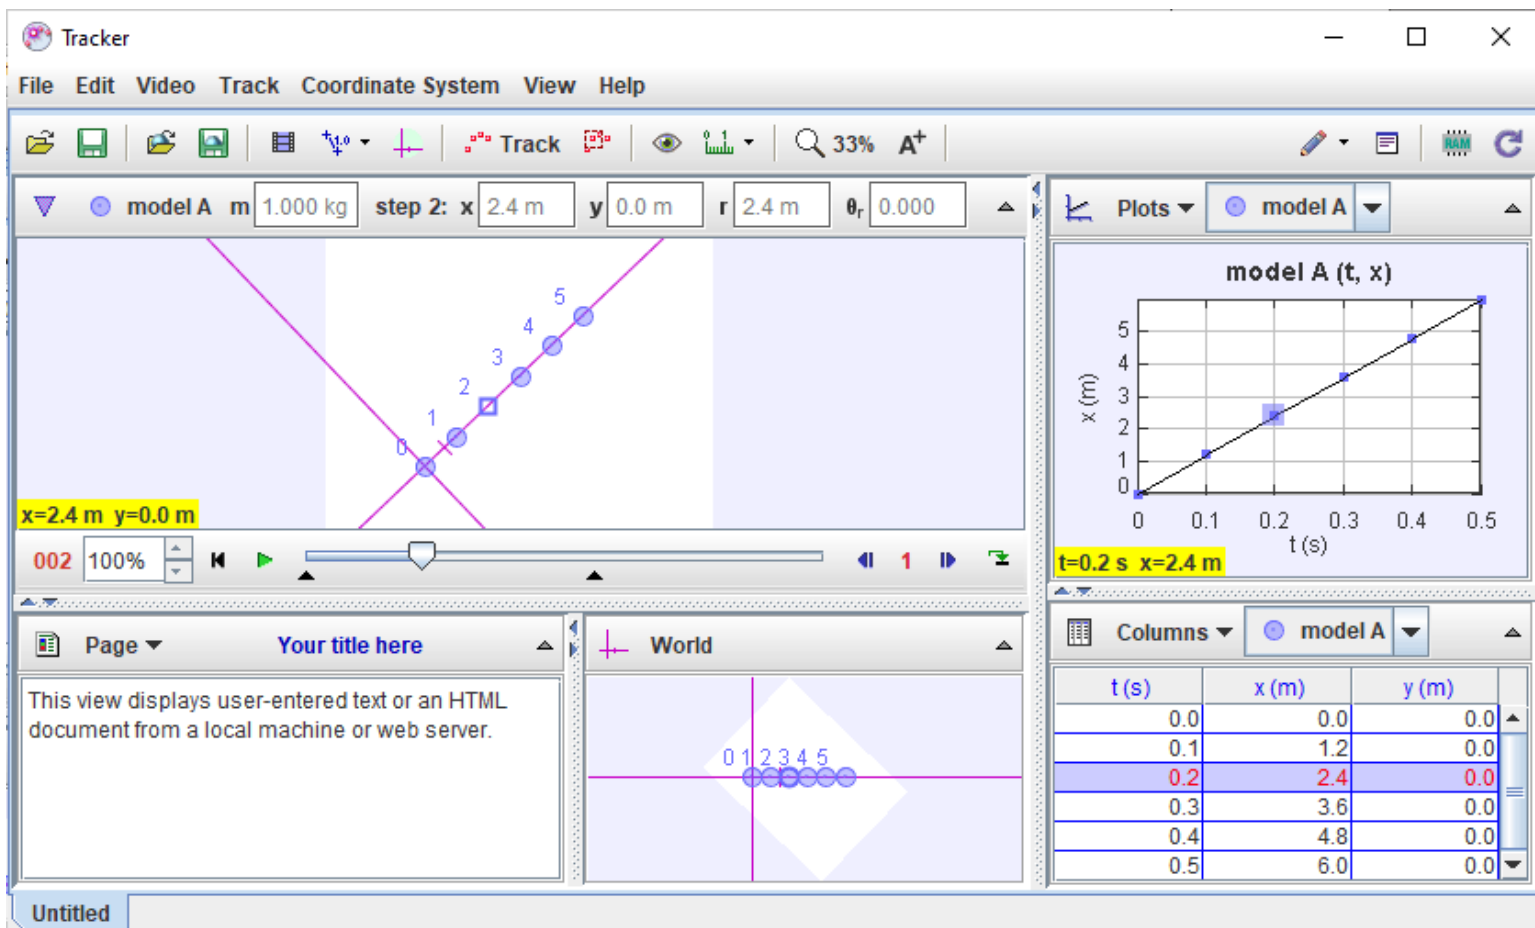 Tracker
File Edit Video Track Coordinate System View Help
Track 33% A+ RAM
model A m 1.000 kg step 2: x 2.4 m y 0.0 m r 2.4 m θr 0.000
5
4
3
2
1
0
x=2.4 m y=0.0 m
002 100% 1
Plots model A
model A (t, x)
x (m)
5
4
3
2
1
0
0 0.1 0.2 0.3 0.4 0.5
t (s)
t=0.2 s x=2.4 m
Page Your title here
This view displays user-entered text or an HTML
document from a local machine or web server.
World
0 1 2 3 4 5
Columns model A
t (s) x (m) y (m)
0.0 0.0 0.0
0.1 1.2 0.0
0.2 2.4 0.0
0.3 3.6 0.0
0.4 4.8 0.0
0.5 6.0 0.0
Untitled